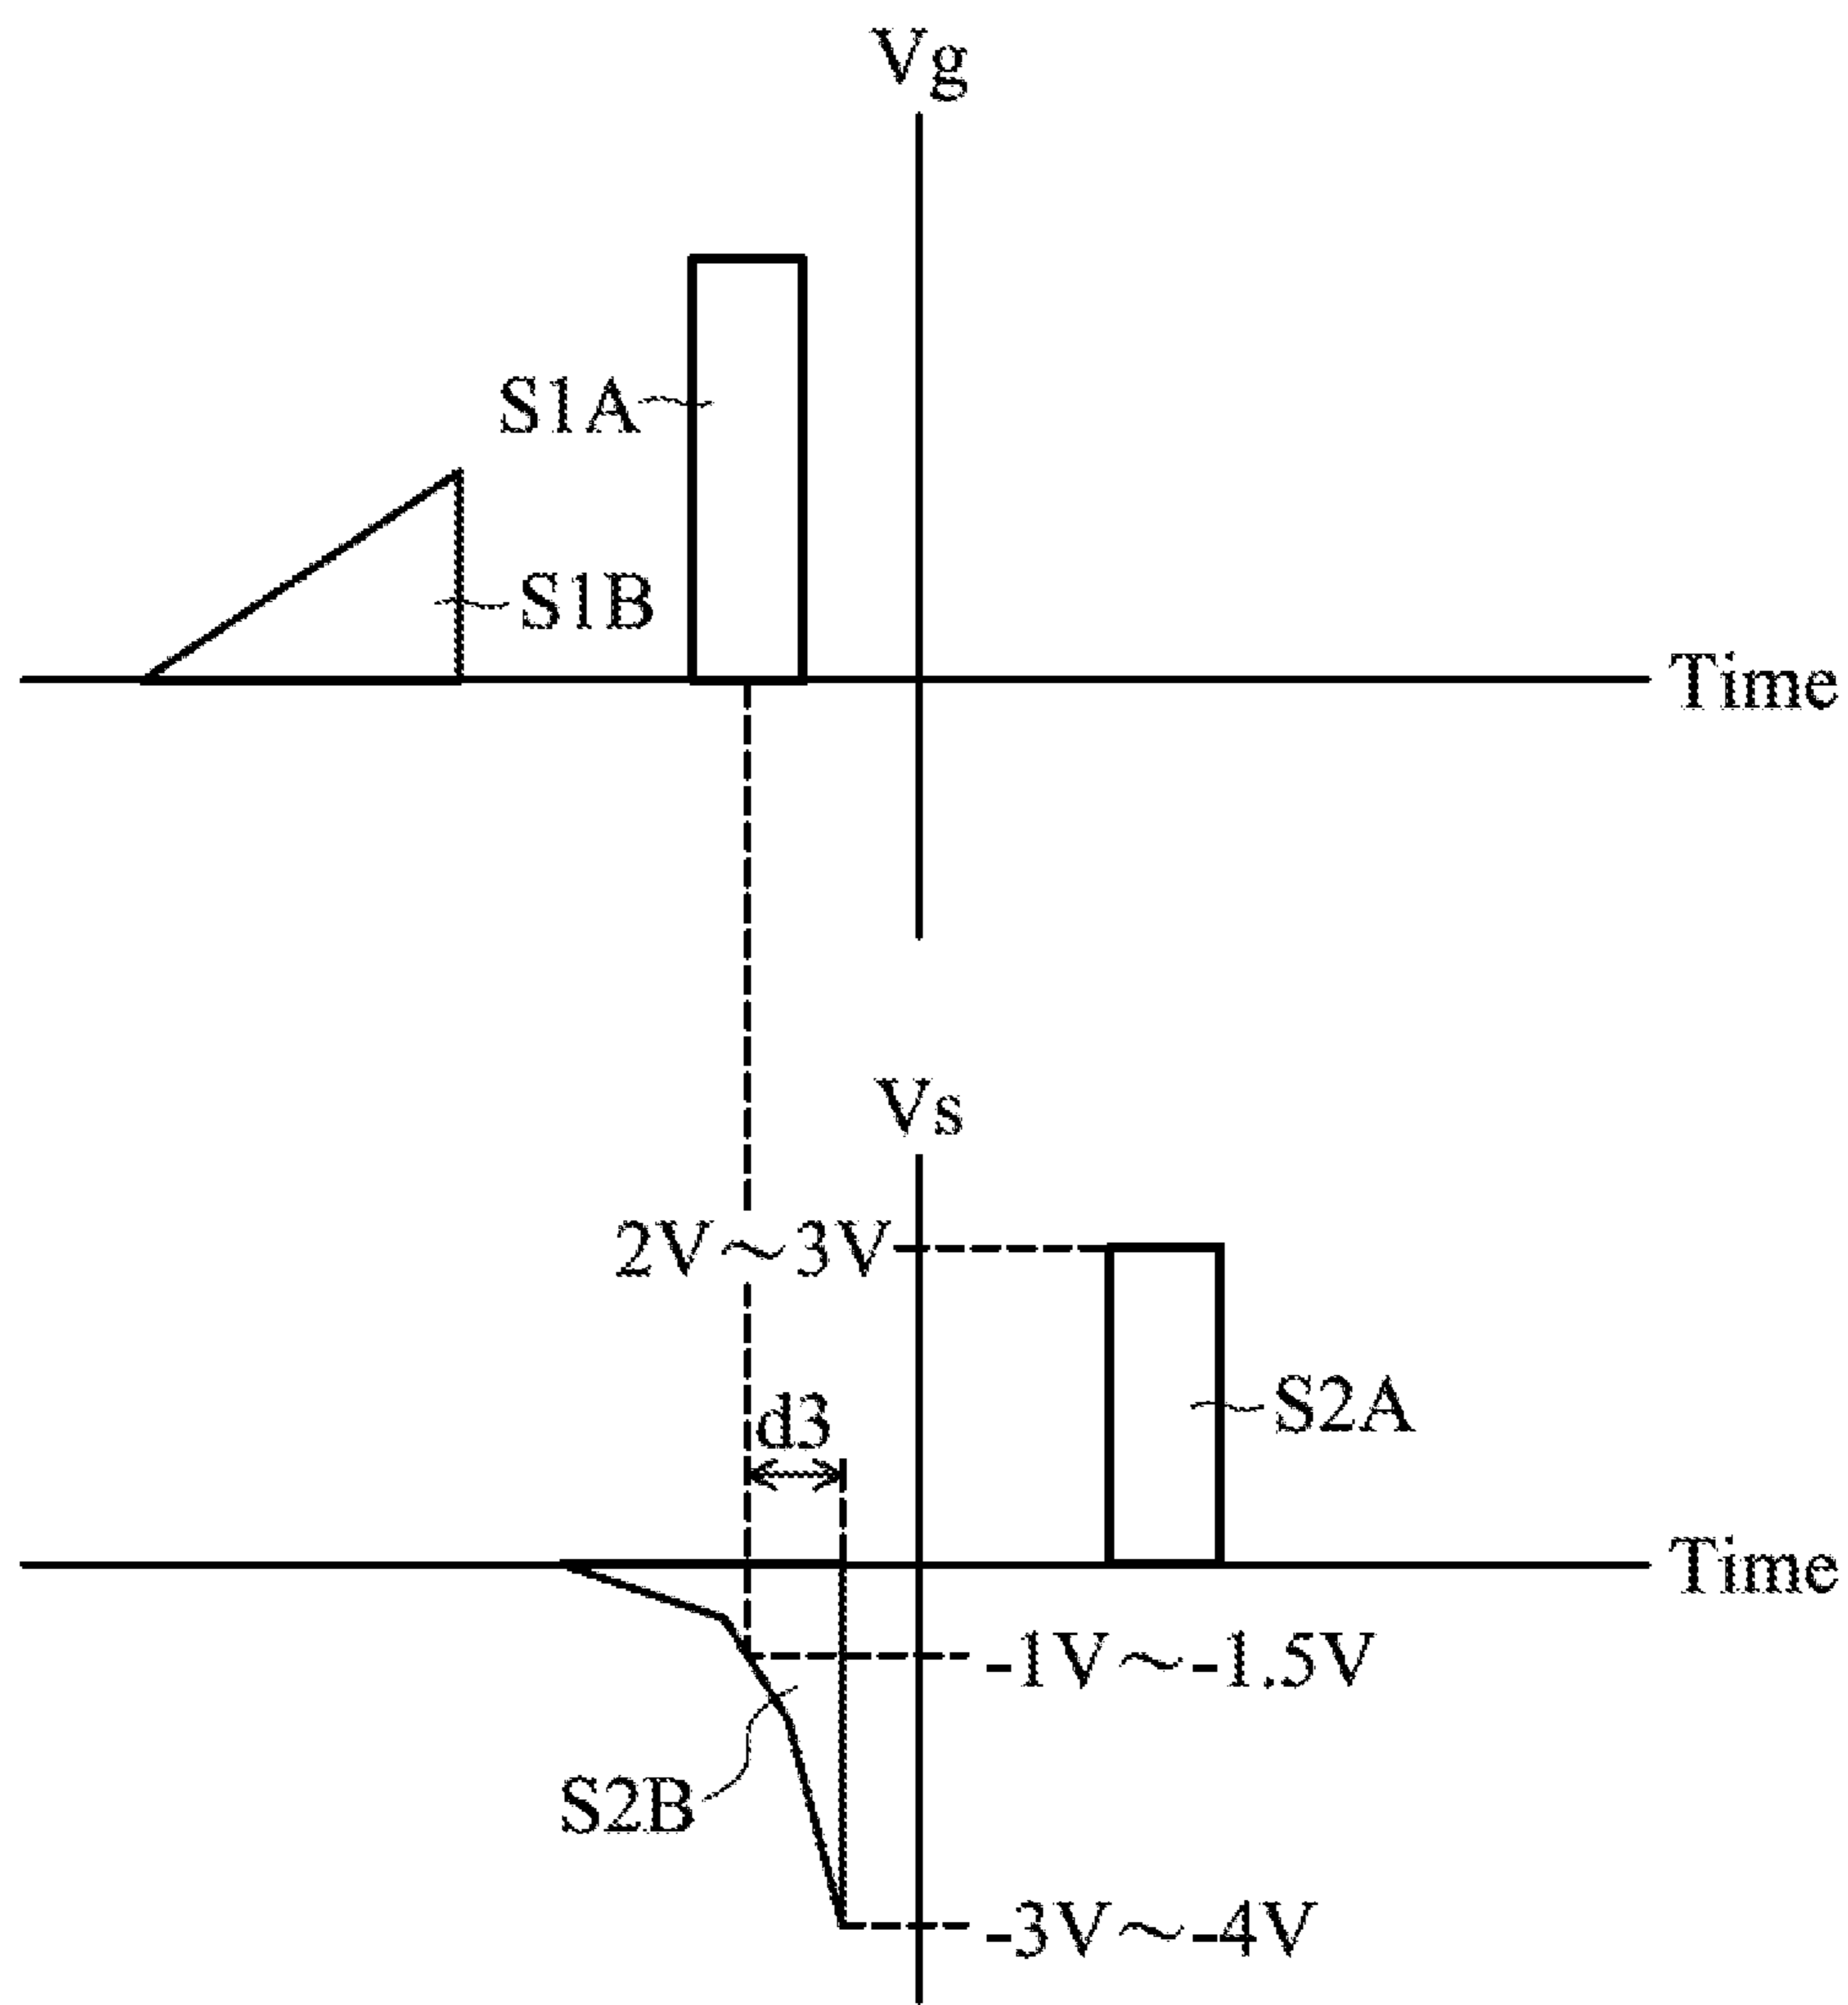 Vg
S1A
S1B
Time
Vs
2V～3V
S2A
d3
Time
-1V～-1.5V
S2B
-3V～-4V